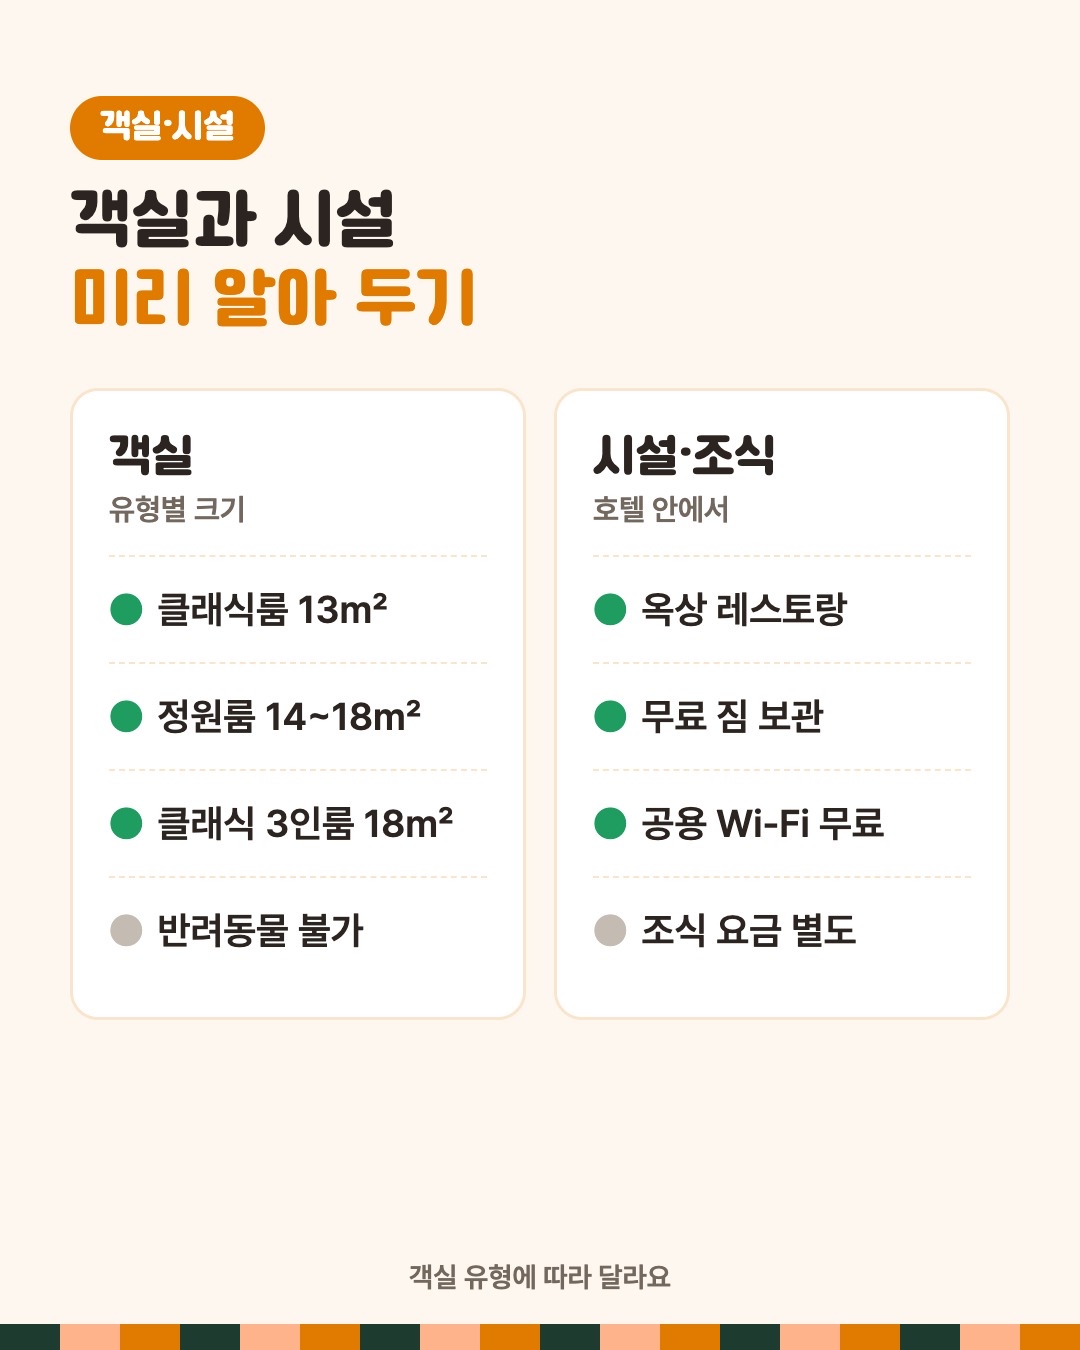 객실·시설
객실과 시설
미리 알아 두기
객실
유형별 크기
클래식룸 13m²
정원룸 14~18m²
클래식 3인룸 18m²
반려동물 불가
시설·조식
호텔 안에서
옥상 레스토랑
무료 짐 보관
공용 Wi-Fi 무료
조식 요금 별도
객실 유형에 따라 달라요